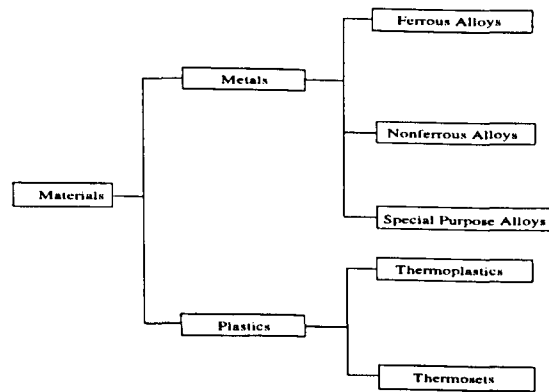 Ferrous Alloys
Metals
Nonferrous Alloys
Materials
Special Purpose Alloys
Thermoplastics
Plastics
Thermosets